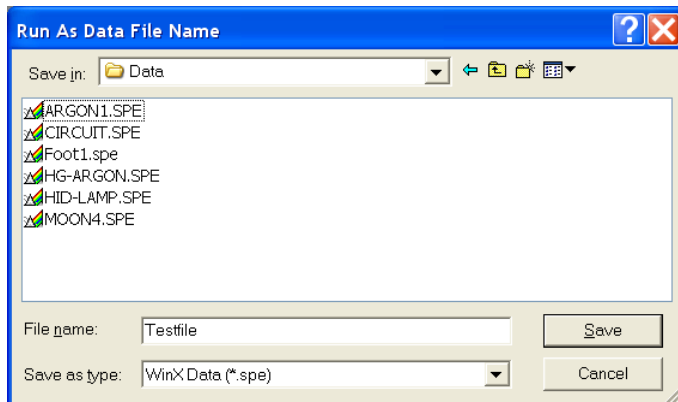 Run As Data File Name
Save in: Data
ARGON1.SPE
CIRCUIT.SPE
Foot1.spe
HG-ARGON.SPE
HID-LAMP.SPE
MOON4.SPE
File name: Testfile Save
Save as type: WinX Data (*.spe) Cancel